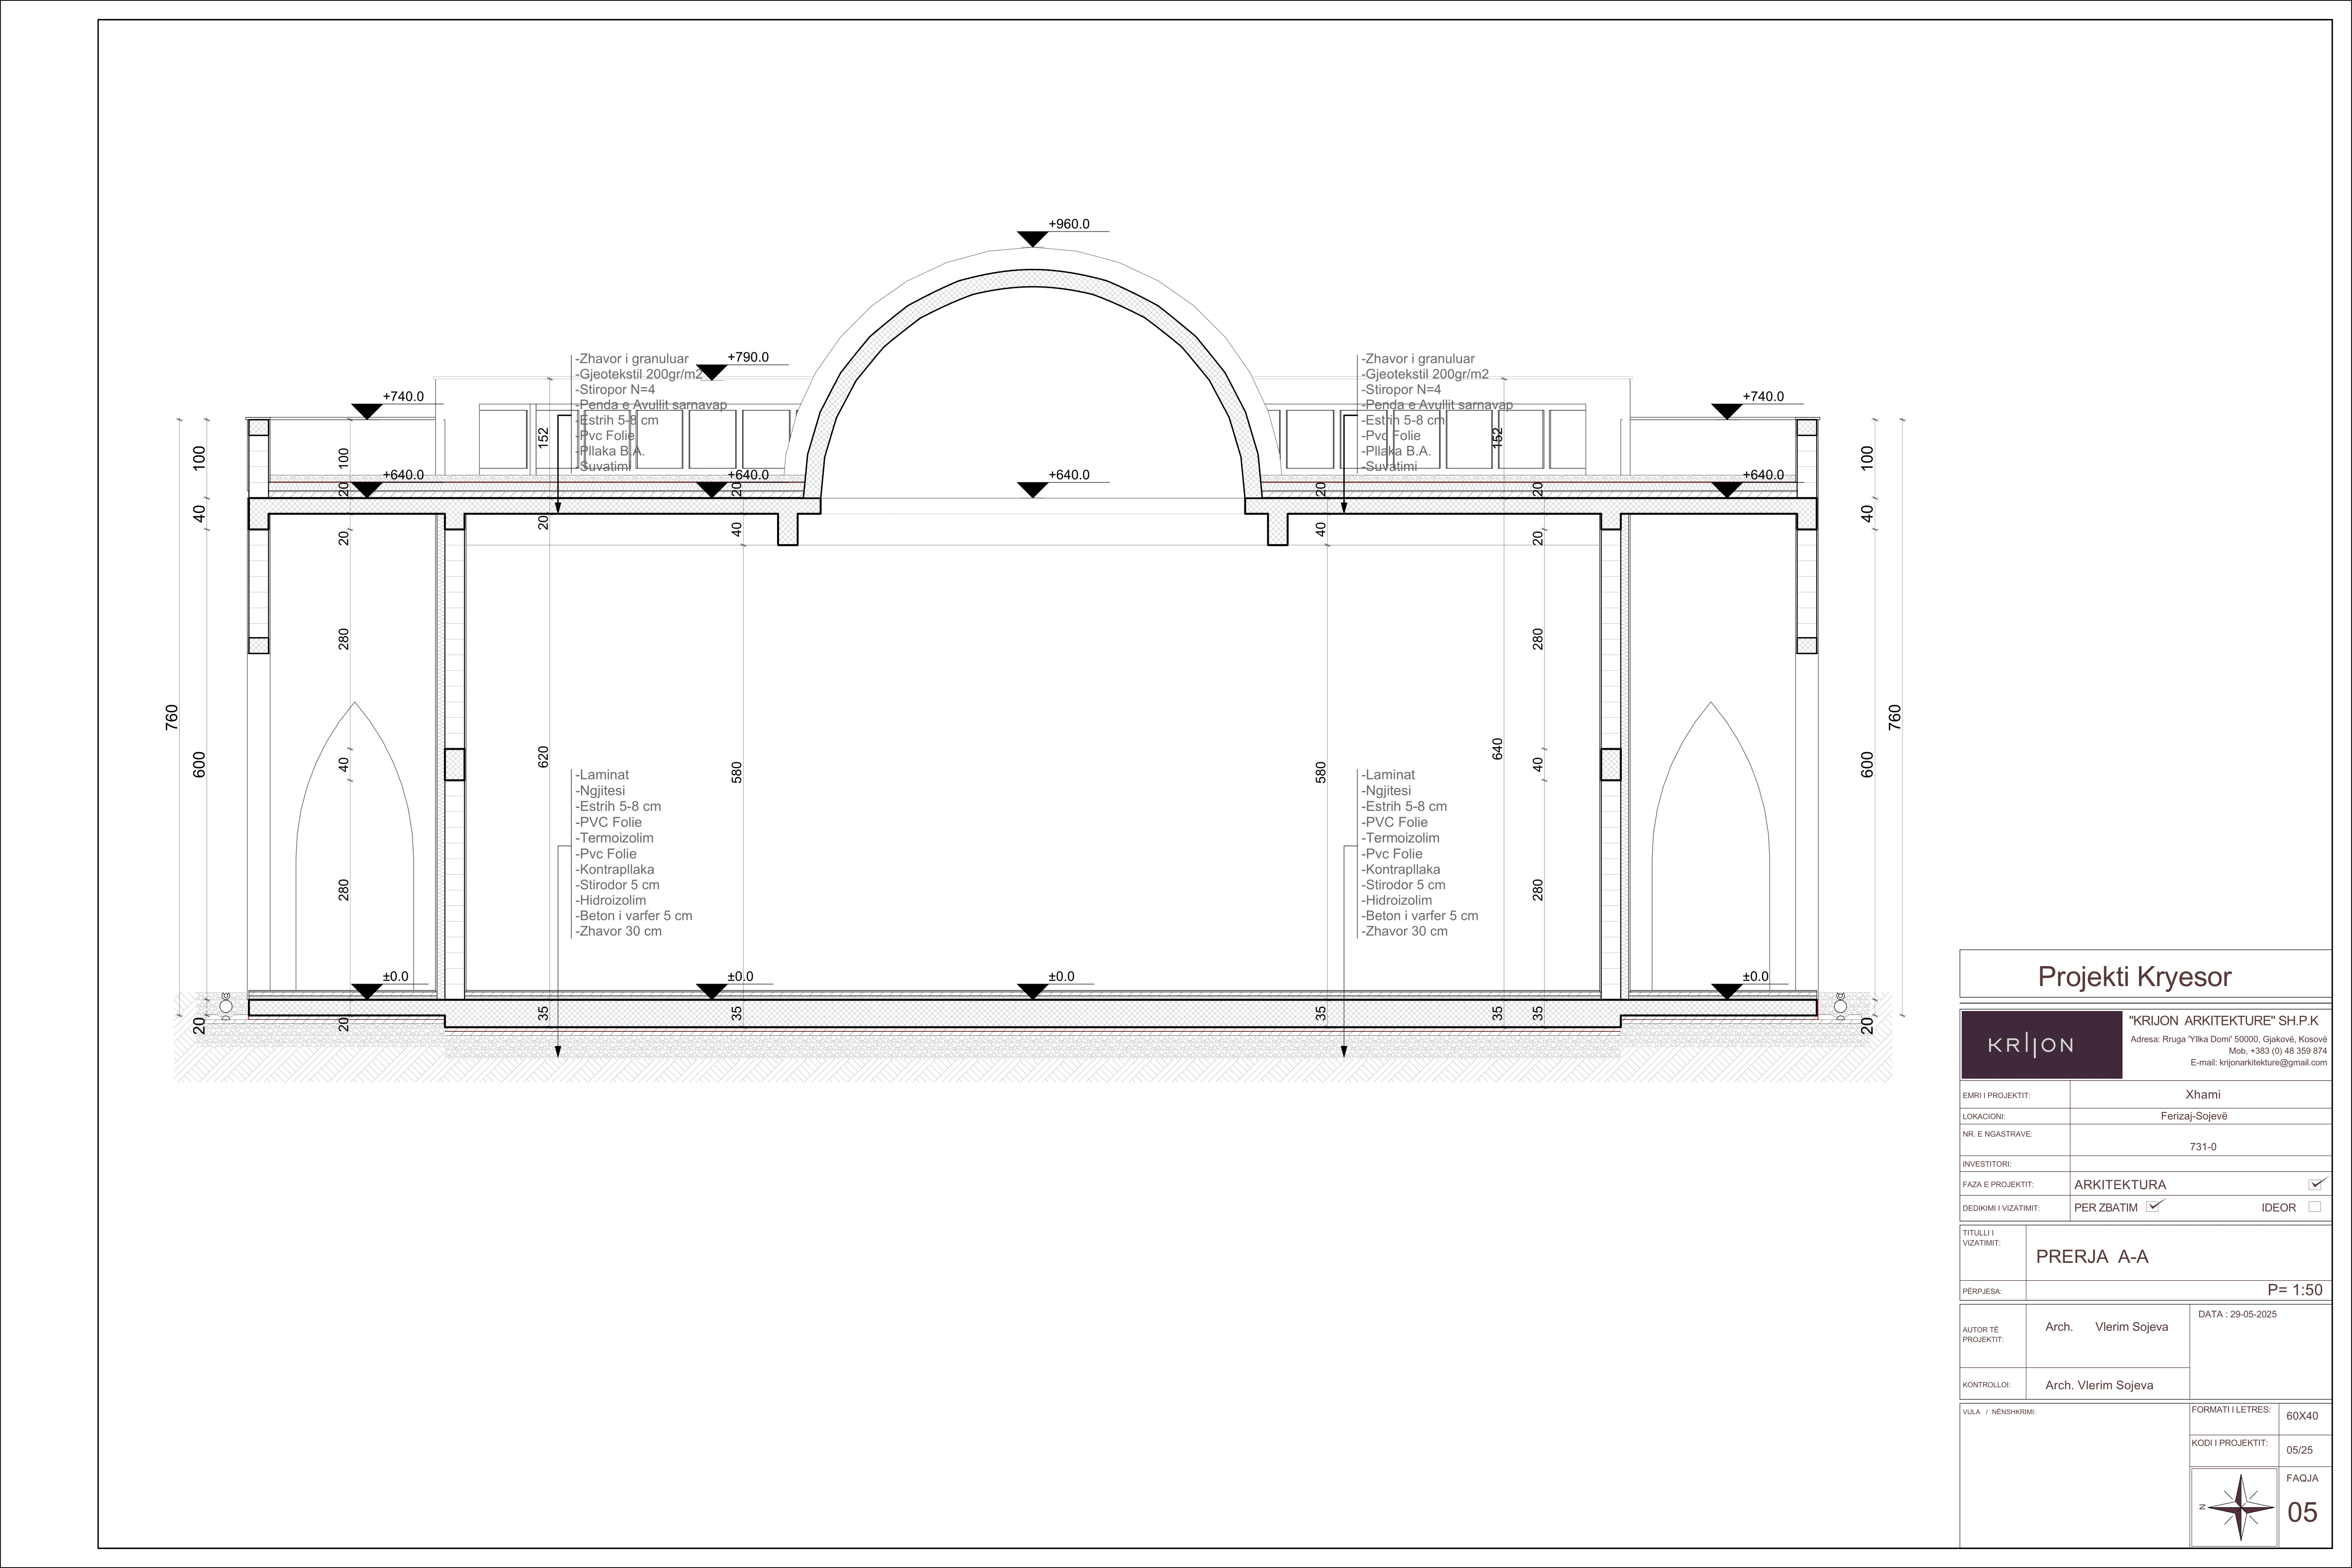 +960.0
-Zhavor i granuluar
-Gjeotekstil 200gr/m2
-Stiropor N=4
-Penda e Avullit sarnavap
-Estrih 5-8 cm
-Pvc Folie
-Pllaka B.A.
-Suvatimi
+790.0
-Zhavor i granuluar
-Gjeotekstil 200gr/m2
-Stiropor N=4
-Penda e Avullit sarnavap
-Estrih 5-8 cm
-Pvc Folie
-Pllaka B.A.
-Suvatimi
+740.0
+740.0
152
152
100
100
100
+640.0
+640.0
+640.0
+640.0
20
20
20
20
40
20
20
40
40
20
40
280
280
760
600
40
620
580
580
640
40
600
760
-Laminat
-Ngjitesi
-Estrih 5-8 cm
-PVC Folie
-Termoizolim
-Pvc Folie
-Kontrapllaka
-Stirodor 5 cm
-Hidroizolim
-Beton i varfer 5 cm
-Zhavor 30 cm
-Laminat
-Ngjitesi
-Estrih 5-8 cm
-PVC Folie
-Termoizolim
-Pvc Folie
-Kontrapllaka
-Stirodor 5 cm
-Hidroizolim
-Beton i varfer 5 cm
-Zhavor 30 cm
280
280
±0.0
±0.0
±0.0
±0.0
20
20
35
35
35
35
35
20
Projekti Kryesor
KRIJON
"KRIJON ARKITEKTURE" SH.P.K
Adresa: Rruga 'Yllka Domi' 50000, Gjakovë, Kosovë
Mob, +383 (0) 48 359 874
E-mail: krijonarkitekture@gmail.com
EMRI I PROJEKTIT:
Xhami
LOKACIONI:
Ferizaj-Sojevë
NR. E NGASTRAVE:
731-0
INVESTITORI:
FAZA E PROJEKTIT:
ARKITEKTURA
DEDIKIMI I VIZATIMIT:
PER ZBATIM
IDEOR
TITULLI I
VIZATIMIT:
PRERJA A-A
PËRPJESA:
P= 1:50
AUTOR TË
PROJEKTIT:
Arch. Vlerim Sojeva
DATA : 29-05-2025
KONTROLLOI:
Arch. Vlerim Sojeva
VULA / NËNSHKRIMI:
FORMATI I LETRES:
60X40
KODI I PROJEKTIT:
05/25
N
FAQJA
05